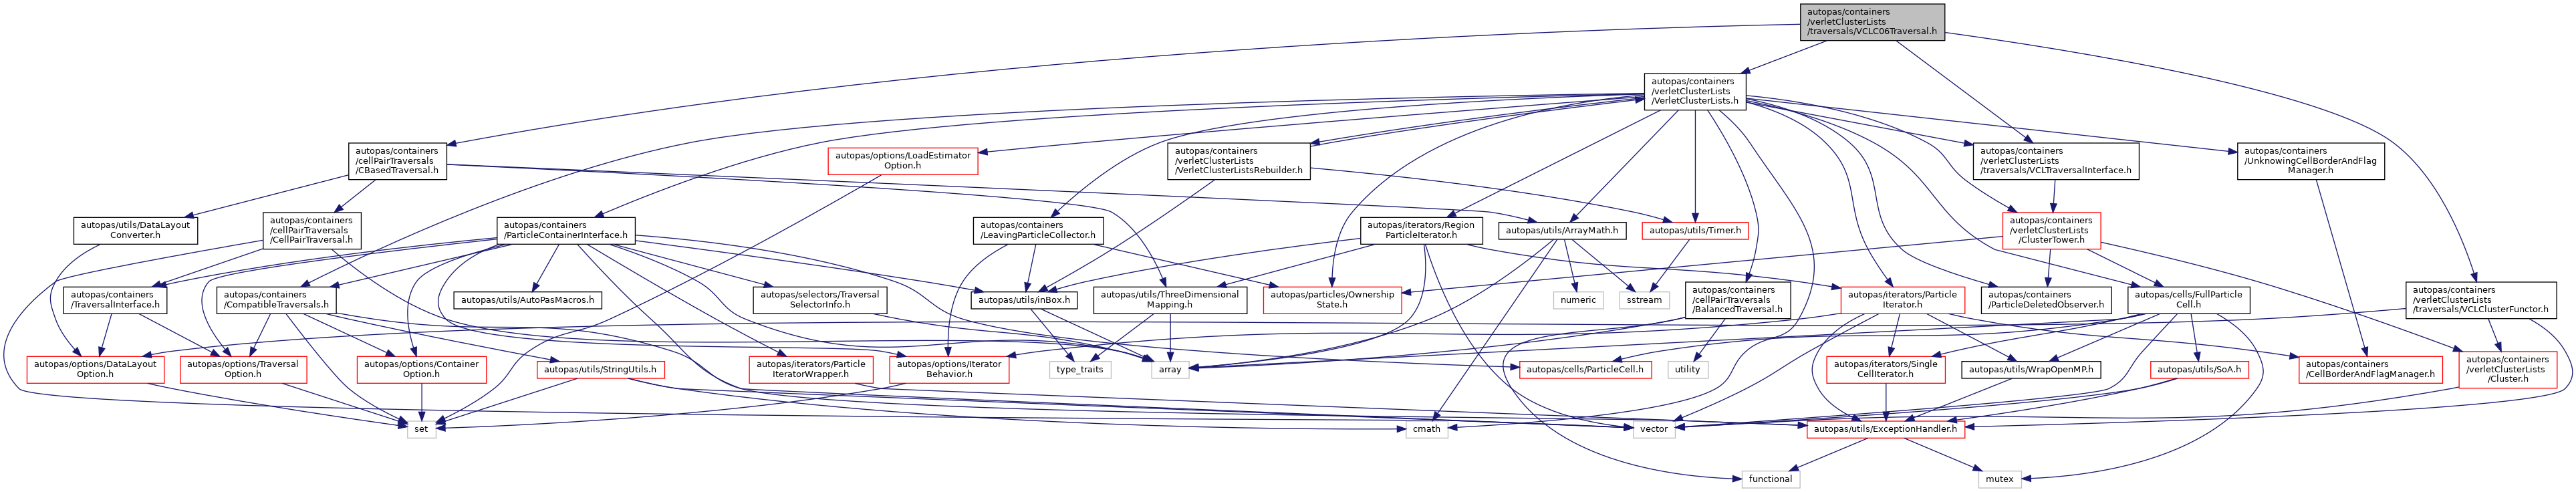 autopas/containers
/verletClusterLists
/traversals/VCLC06Traversal.h
autopas/containers
/verletClusterLists
/VerletClusterLists.h
autopas/containers
/cellPairTraversals
/CBasedTraversal.h
autopas/options/LoadEstimator
Option.h
autopas/containers
/verletClusterLists
/VerletClusterListsRebuilder.h
autopas/containers
/verletClusterLists
/traversals/VCLTraversalInterface.h
autopas/containers
/UnknowingCellBorderAndFlag
Manager.h
autopas/utils/DataLayout
Converter.h
autopas/containers
/cellPairTraversals
/CellPairTraversal.h
autopas/containers
/ParticleContainerInterface.h
autopas/containers
/LeavingParticleCollector.h
autopas/iterators/Region
ParticleIterator.h
autopas/utils/ArrayMath.h
autopas/utils/Timer.h
autopas/containers
/verletClusterLists
/ClusterTower.h
autopas/containers
/TraversalInterface.h
autopas/containers
/CompatibleTraversals.h
autopas/utils/AutoPasMacros.h
autopas/selectors/Traversal
SelectorInfo.h
autopas/utils/inBox.h
autopas/utils/ThreeDimensional
Mapping.h
autopas/particles/Ownership
State.h
numeric
sstream
autopas/containers
/cellPairTraversals
/BalancedTraversal.h
autopas/iterators/Particle
Iterator.h
autopas/containers
/ParticleDeletedObserver.h
autopas/cells/FullParticle
Cell.h
autopas/containers
/verletClusterLists
/traversals/VCLClusterFunctor.h
autopas/options/DataLayout
Option.h
autopas/options/Traversal
Option.h
autopas/options/Container
Option.h
autopas/utils/StringUtils.h
autopas/iterators/Particle
IteratorWrapper.h
autopas/options/Iterator
Behavior.h
type_traits
array
autopas/cells/ParticleCell.h
utility
autopas/iterators/Single
CellIterator.h
autopas/utils/WrapOpenMP.h
autopas/utils/SoA.h
autopas/containers
/CellBorderAndFlagManager.h
autopas/containers
/verletClusterLists
/Cluster.h
set
cmath
vector
autopas/utils/ExceptionHandler.h
functional
mutex